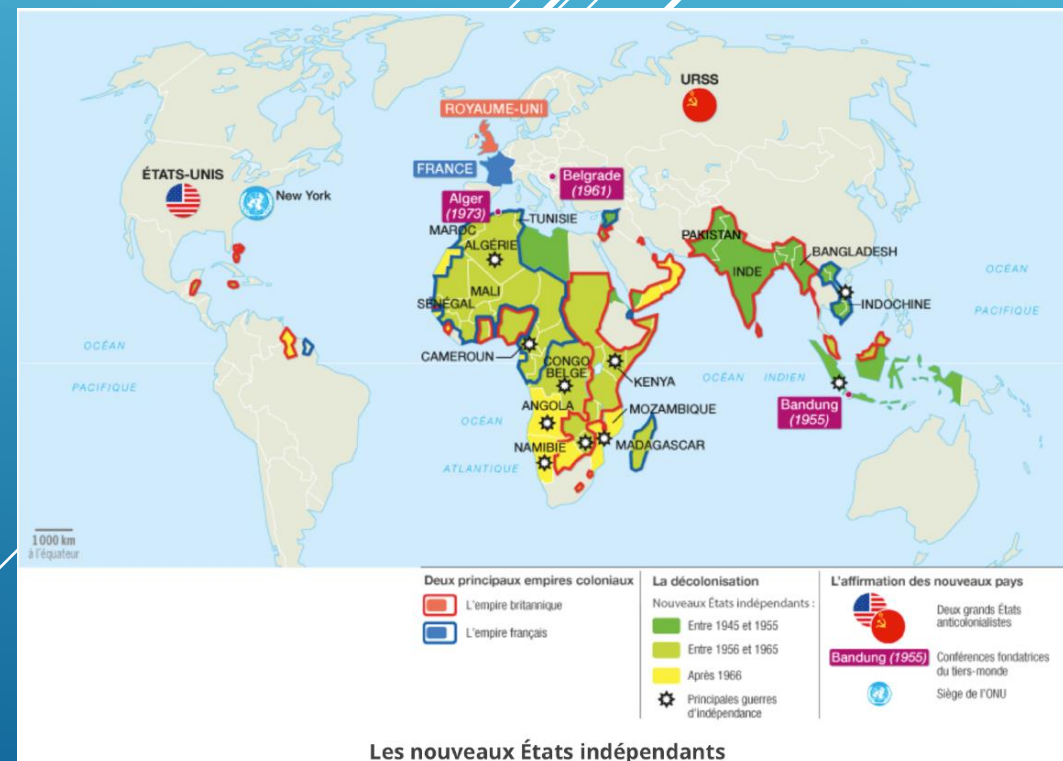 URSS
ROYAUME-UNI
ÉTATS-UNIS
FRANCE
Belgrade
(1961)
New York
Alger
(1973)
TUNISIE
MAROC
ALGÉRIE
PAKISTAN
BANGLADESH
INDE
MALI
SÉNÉGAL
INDOCHINE
OCÉAN
PACIFIQUE
OCÉAN
PACIFIQUE
CAMEROUN
CONGO
BELGE
KENYA
OCÉAN INDIEN
ANGOLA
MOZAMBIQUE
Bandung
(1955)
OCÉAN
ATLANTIQUE
NAMIBIE
MADAGASCAR
1 000 km
à l'équateur
Deux principaux empires coloniaux
L'empire britannique
L'empire français
La décolonisation
Nouveaux États indépendants :
Entre 1945 et 1955
Entre 1956 et 1965
Après 1966
Principales guerres
d'indépendance
L'affirmation des nouveaux pays
Deux grands États
anticolonialistes
Bandung (1955)
Conférences fondatrices
du tiers-monde
Siège de l'ONU
Les nouveaux États indépendants